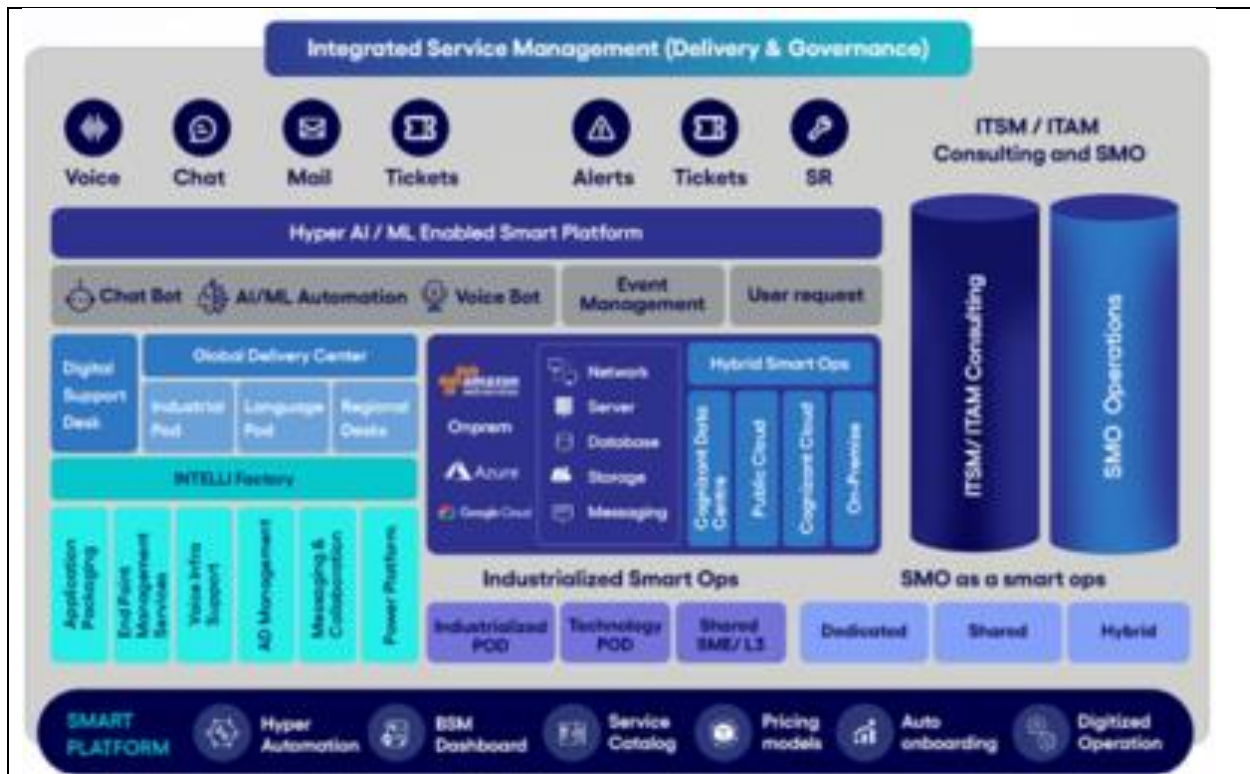 Integrated Service Management (Delivery & Governance)
Voice
Chat
Mail
Tickets
Alerts
Tickets
SR
ITSM / ITAM
Consulting and SMO
Hyper AI / ML Enabled Smart Platform
Chat Bot
AI/ML Automation
Voice Bot
Event
Management
User request
Digital
Support
Desk
Global Delivery Center
Industrial
Pod
Language
Pod
Regional
Desks
INTELLI Factory
Application
Packaging
End Point
Management
Services
Voice Infra
Support
AD Management
Messaging &
Collaboration
Power Platform
amazon
webservices
Onprem
Azure
Google Cloud
Network
Server
Database
Storage
Messaging
Hybrid Smart Ops
Cognizant Data
Centre
Public Cloud
Cognizant Cloud
On-Premise
ITSM/ ITAM Consulting
SMO Operations
Industrialized Smart Ops
Industrialized
POD
Technology
POD
Shared
SME/ L3
SMO as a smart ops
Dedicated
Shared
Hybrid
SMART
PLATFORM
Hyper
Automation
BSM
Dashboard
Service
Catalog
Pricing
models
Auto
onboarding
Digitized
Operation